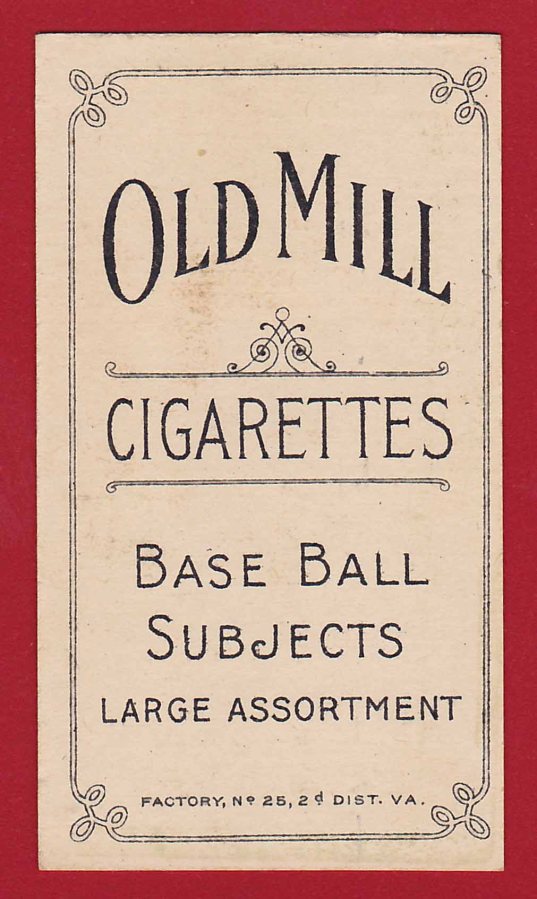 OLD MILL
CIGARETTES
BASE BALL
SUBJECTS
LARGE ASSORTMENT
FACTORY, Nº 25, 2d DIST. VA.